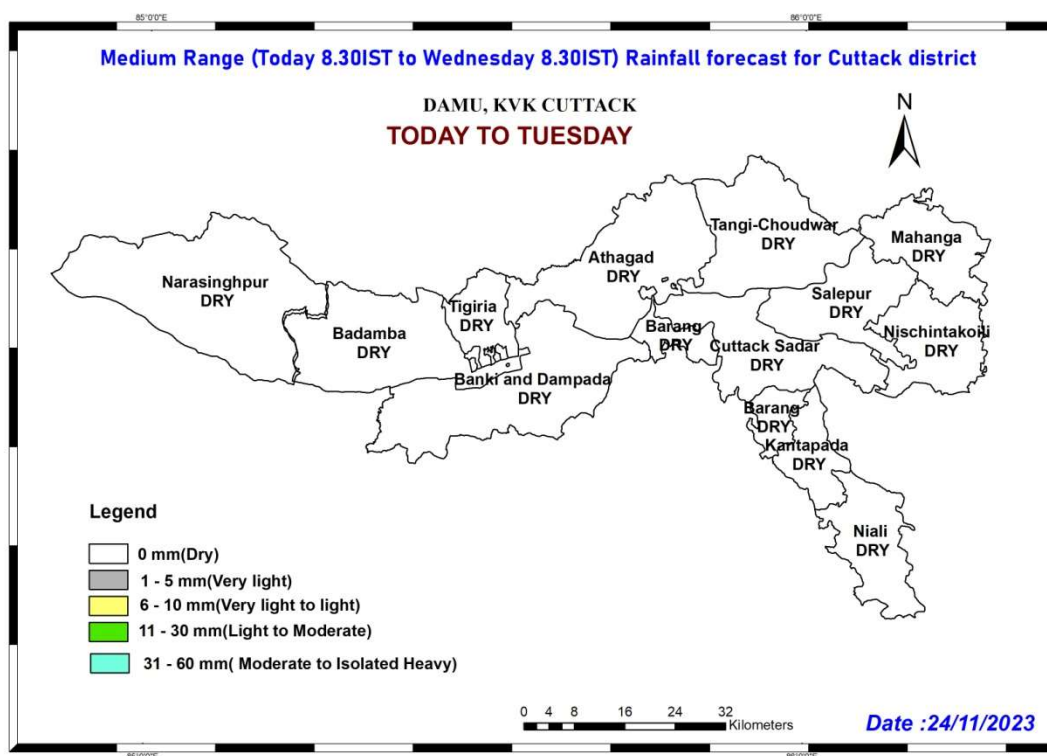 85°0'0"E
86°0'0"E
Medium Range (Today 8.30IST to Wednesday 8.30IST) Rainfall forecast for Cuttack district
DAMU, KVK CUTTACK
TODAY TO TUESDAY
N
Tangi-Choudwar
DRY
Mahanga
DRY
Athagad
DRY
Narasinghpur
DRY
Salepur
DRY
Tigiria
DRY
Badamba
DRY
Barang
DRY
Cuttack Sadar
DRY
Nischintakoili
DRY
Banki and Dampada
DRY
Barang
DRY
Kantapada
DRY
Niali
DRY
Legend
0 mm(Dry)
1 - 5 mm(Very light)
6 - 10 mm(Very light to light)
11 - 30 mm(Light to Moderate)
31 - 60 mm( Moderate to Isolated Heavy)
0 4 8 16 24 32
Kilometers
Date :24/11/2023